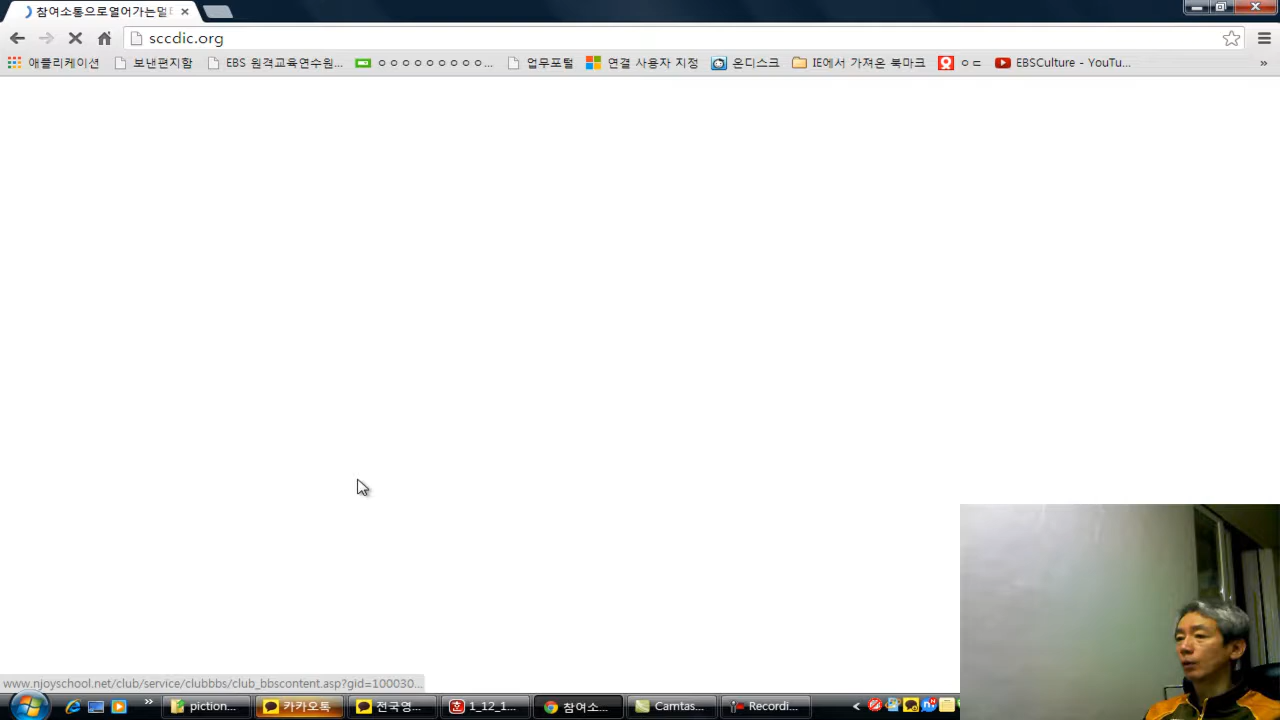 참여소통으로열어가는멀티
sccdic.org
애플리케이션 보낸편지함 EBS 원격교육연수원... ㅇㅇㅇㅇㅇㅇㅇㅇㅇ... 업무포털 연결 사용자 지정 온디스크 IE에서 가져온 북마크 ㅇㄷ EBSCulture - YouTu... »
www.njoyschool.net/club/service/clubbbs/club_bbscontent.asp?gid=100030...
» piction... 카카오톡 전국영... 1_12_1... 참여소... Camtas... Recordi...